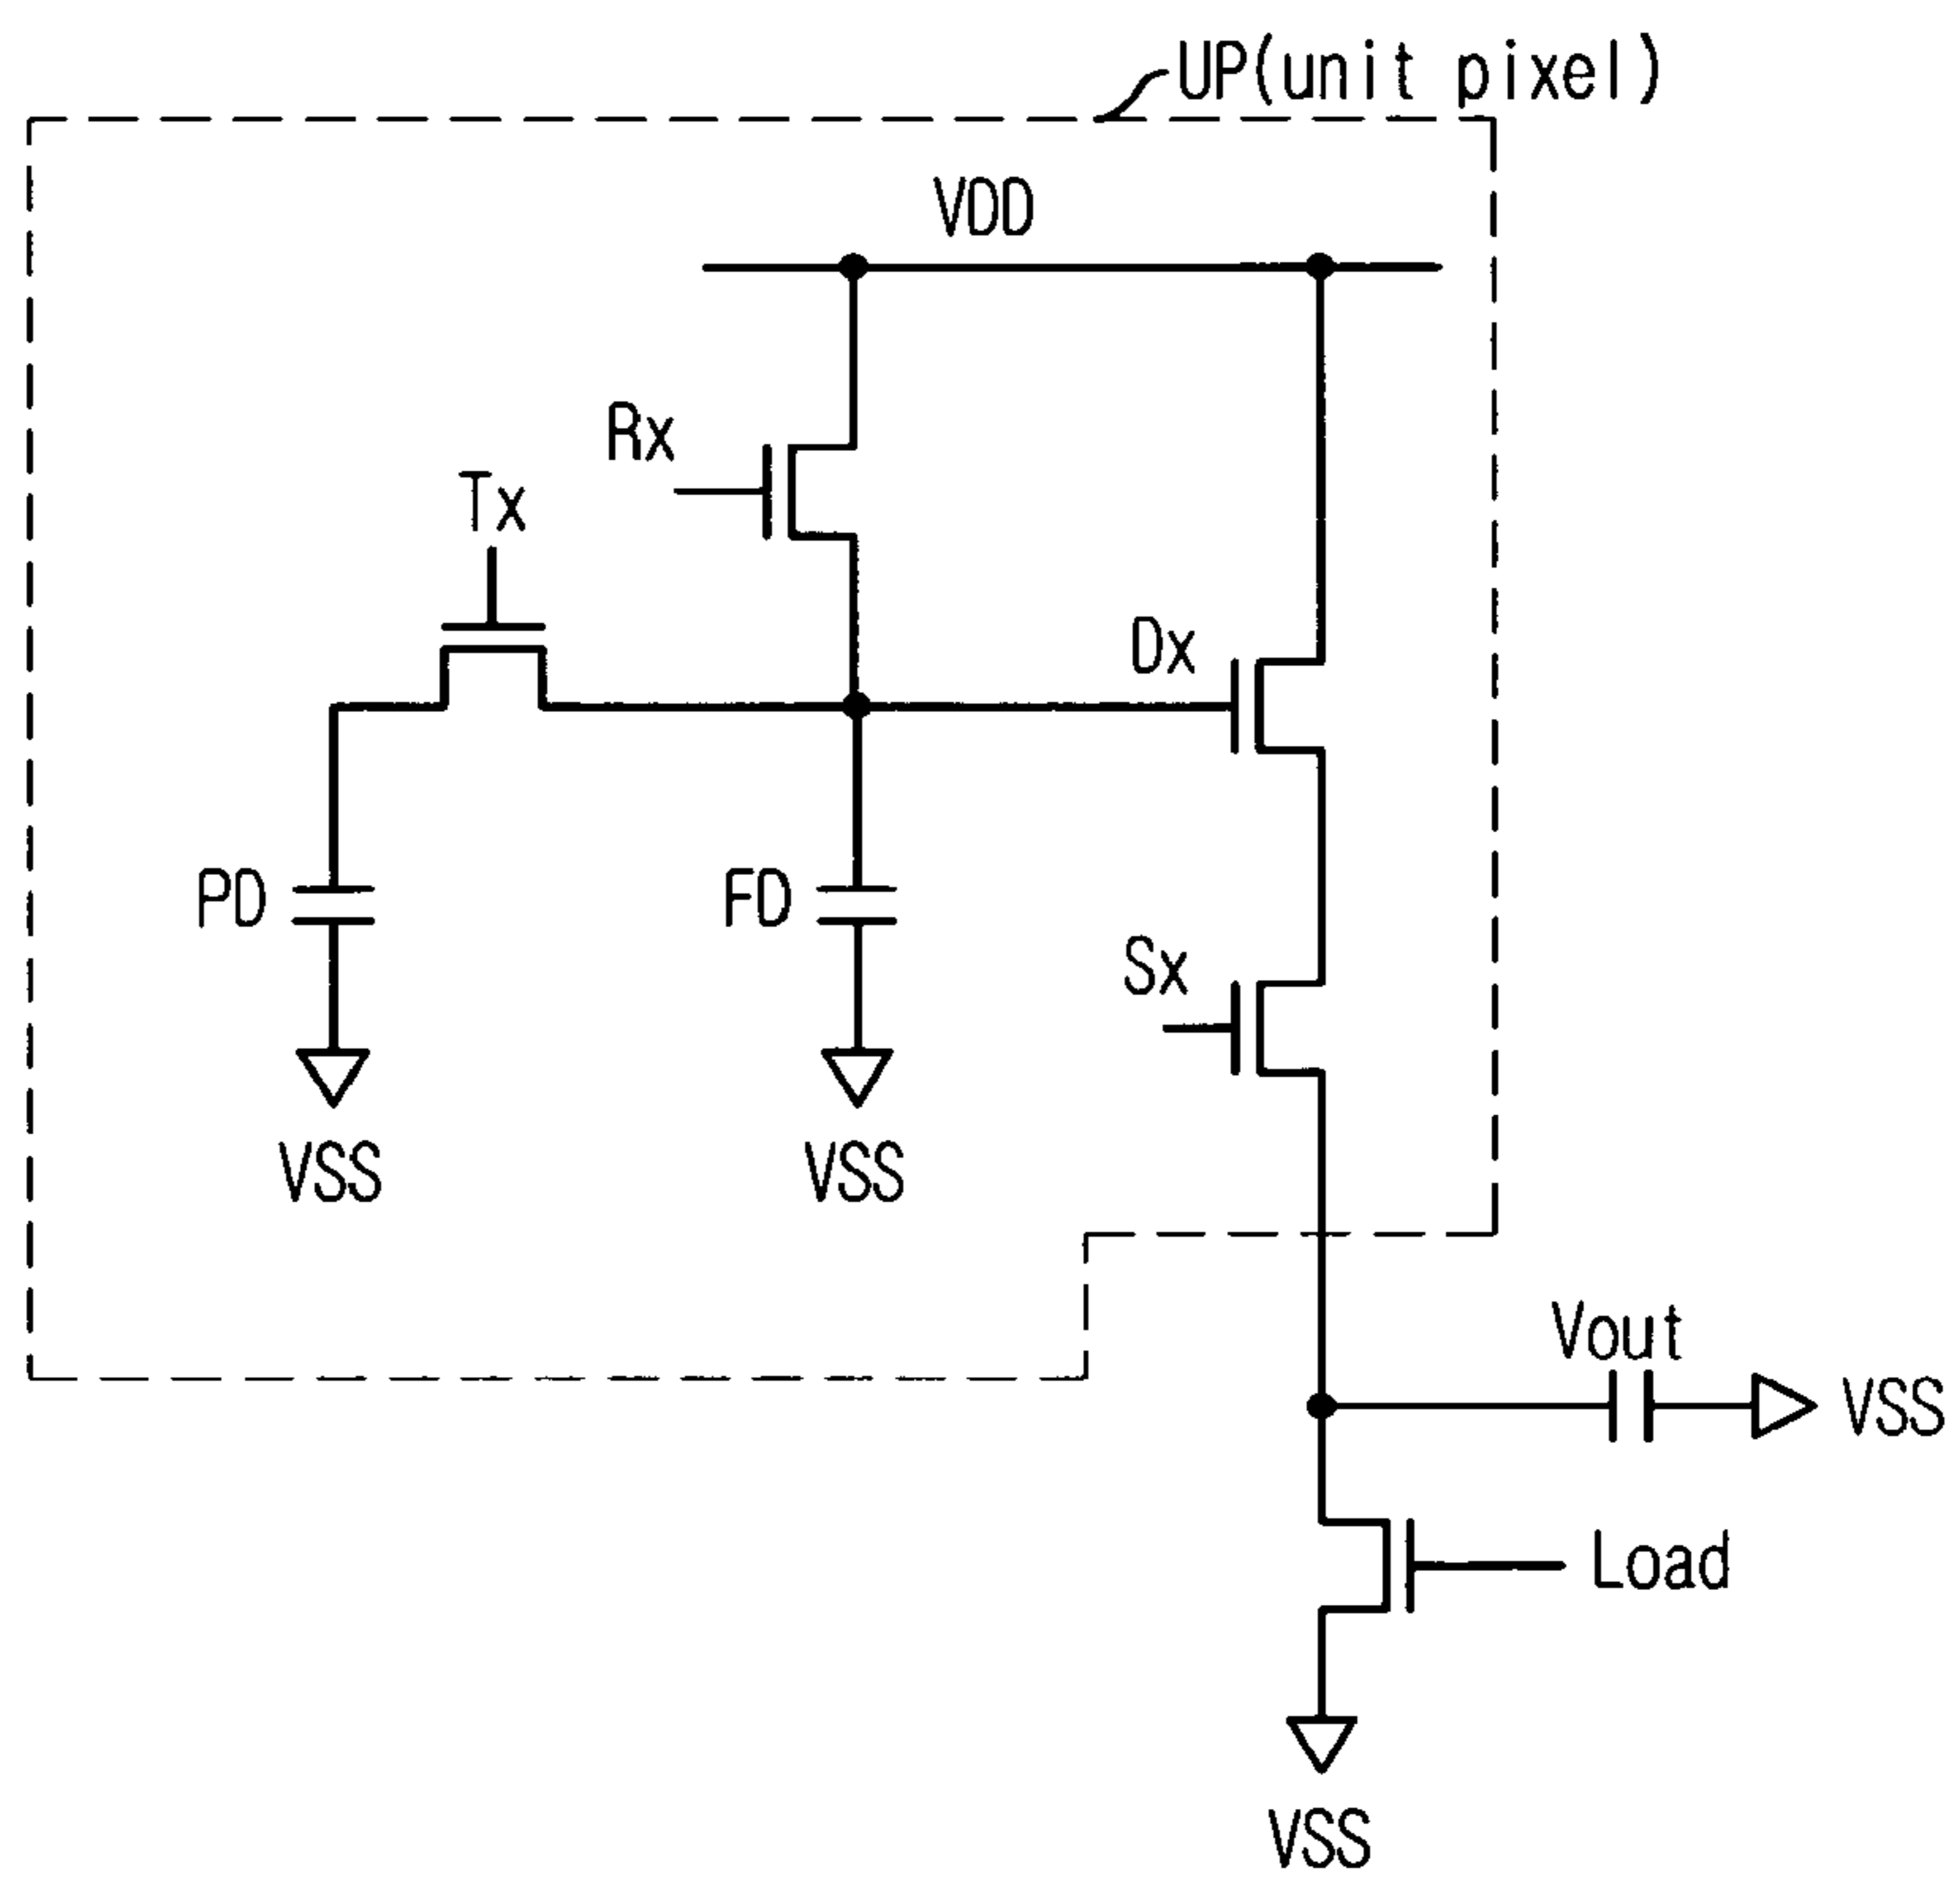 UP(unit pixel)
VDD
Rx
Tx
Dx
PD
FD
Sx
VSS
VSS
Vout
VSS
Load
VSS